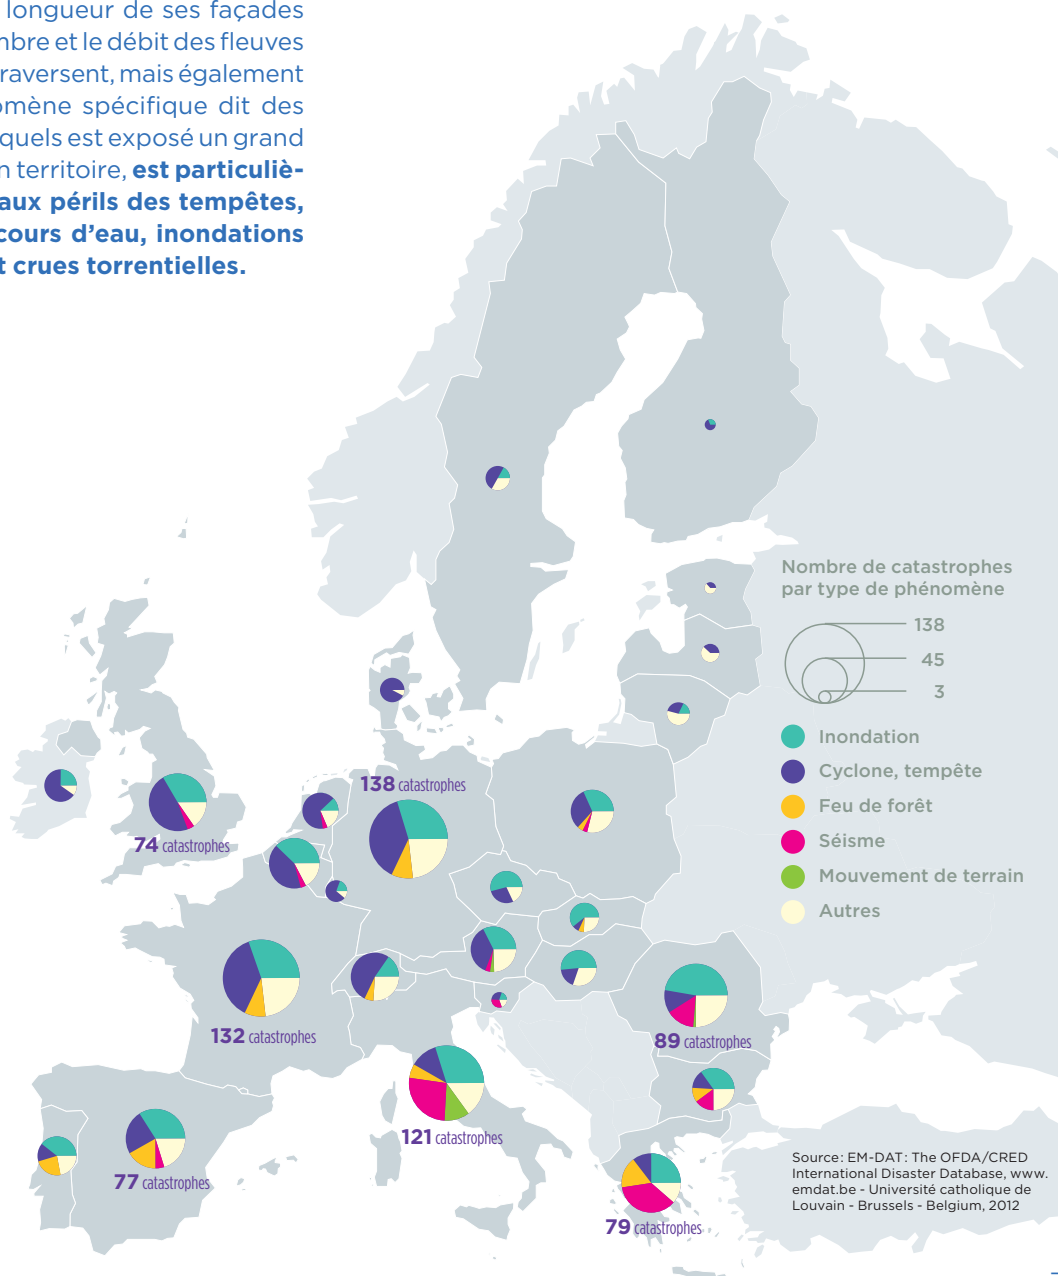 longueur de ses façades
mbre et le débit des fleuves
raversent, mais également
omène spécifique dit des
quels est exposé un grand
n territoire, est particuliè-
aux périls des tempêtes,
cours d’eau, inondations
t crues torrentielles.
Nombre de catastrophes
par type de phénomène
138
45
3
Inondation
Cyclone, tempête
Feu de forêt
Séisme
Mouvement de terrain
Autres
138 catastrophes
74 catastrophes
132 catastrophes
89 catastrophes
121 catastrophes
77 catastrophes
79 catastrophes
Source: EM-DAT: The OFDA/CRED
International Disaster Database, www.
emdat.be - Université catholique de
Louvain - Brussels - Belgium, 2012